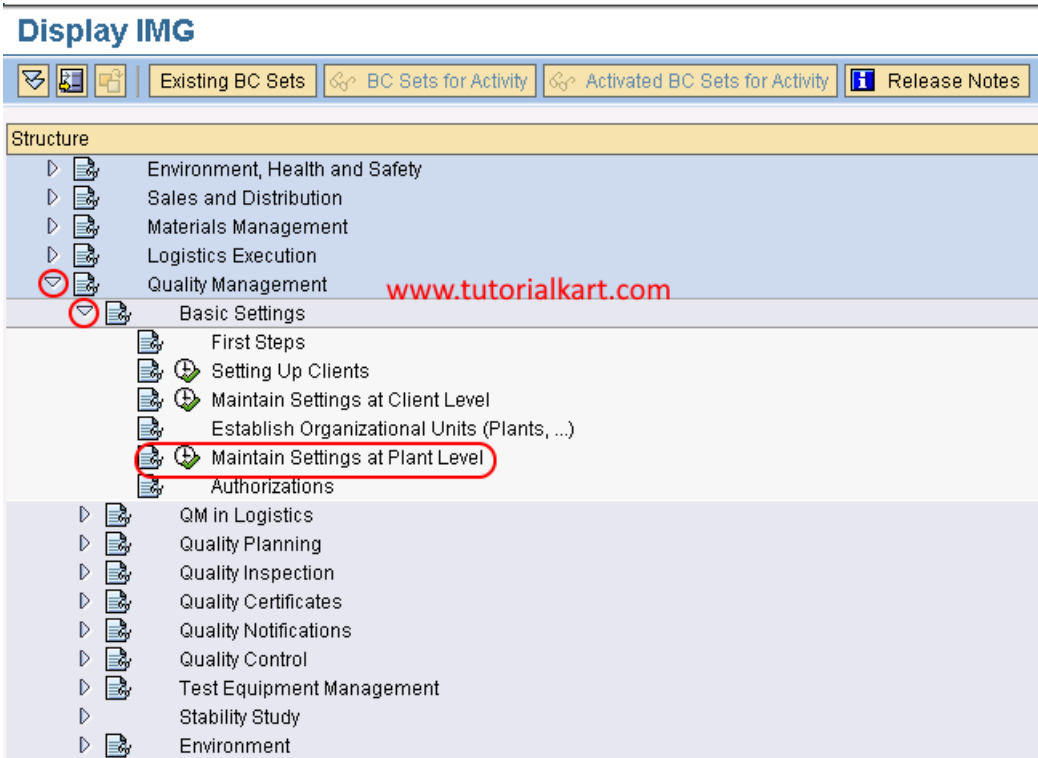 Display IMG
Existing BC Sets BC Sets for Activity Activated BC Sets for Activity Release Notes
Structure
Environment, Health and Safety
Sales and Distribution
Materials Management
Logistics Execution
Quality Management
www.tutorialkart.com
Basic Settings
First Steps
Setting Up Clients
Maintain Settings at Client Level
Establish Organizational Units (Plants, ...)
Maintain Settings at Plant Level
Authorizations
QM in Logistics
Quality Planning
Quality Inspection
Quality Certificates
Quality Notifications
Quality Control
Test Equipment Management
Stability Study
Environment